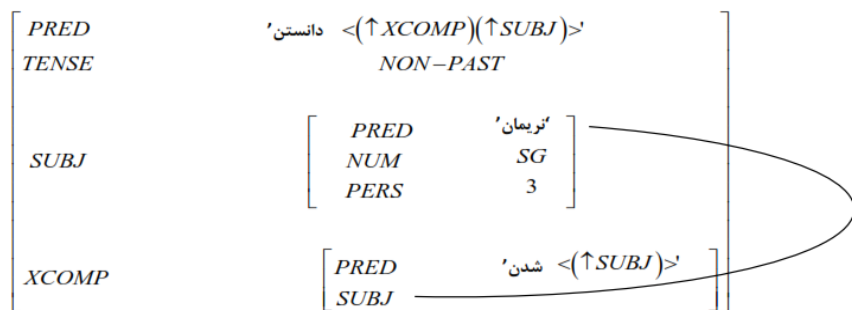 PRED 'دانستن <(↑XCOMP)(↑SUBJ)>'
TENSE NON−PAST
PRED 'نریمان'
SUBJ NUM SG
PERS 3
XCOMP PRED 'شدن <(↑SUBJ)>'
SUBJ